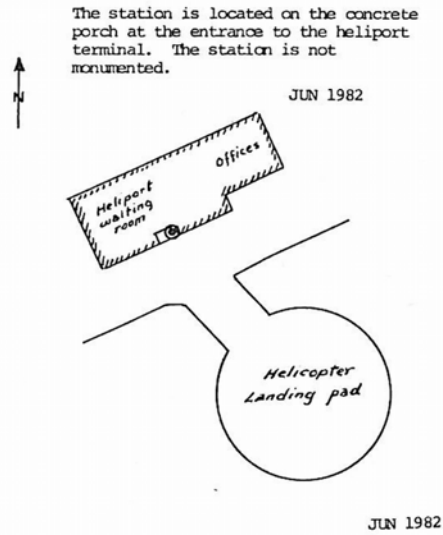 The station is located on the concrete
porch at the entrance to the heliport
terminal. The station is not
monumented.
JUN 1982
N
offices
Heliport
waiting
room
Helicopter
Landing pad
JUN 1982